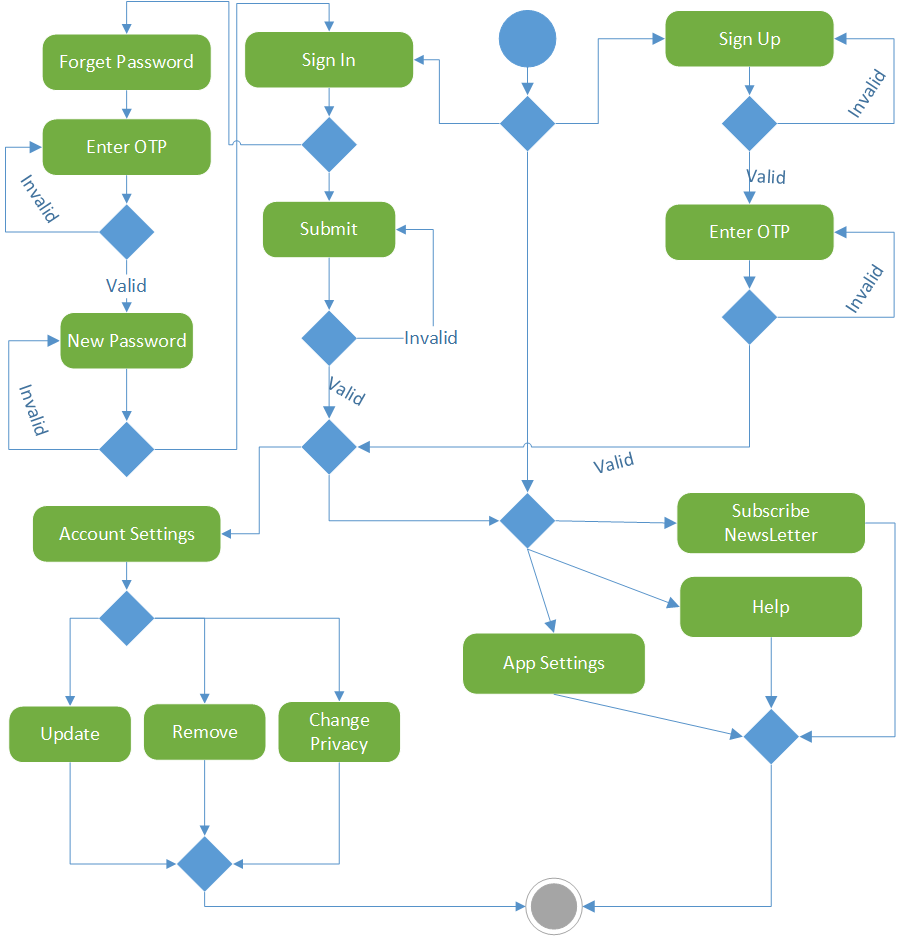 Sign Up
Forget Password
Sign In
Invalid
Enter OTP
Valid
Invalid
Submit
Enter OTP
Valid
Invalid
New Password
Invalid
Valid
Invalid
Valid
Subscribe
NewsLetter
Account Settings
Help
App Settings
Update
Remove
Change
Privacy